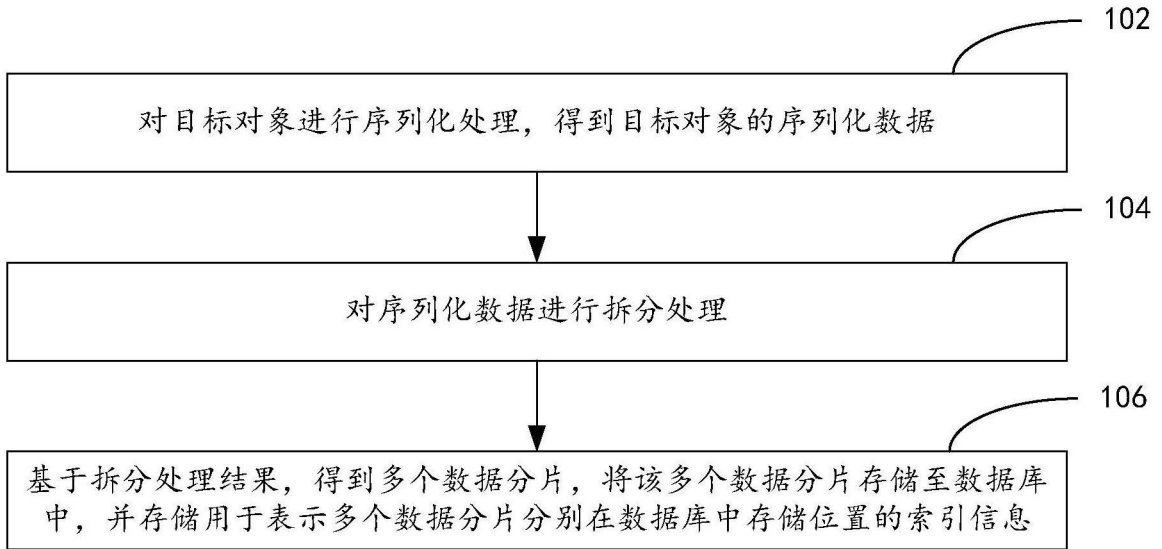 102
对目标对象进行序列化处理，得到目标对象的序列化数据
104
对序列化数据进行拆分处理
106
基于拆分处理结果，得到多个数据分片，将该多个数据分片存储至数据库
中，并存储用于表示多个数据分片分别在数据库中存储位置的索引信息